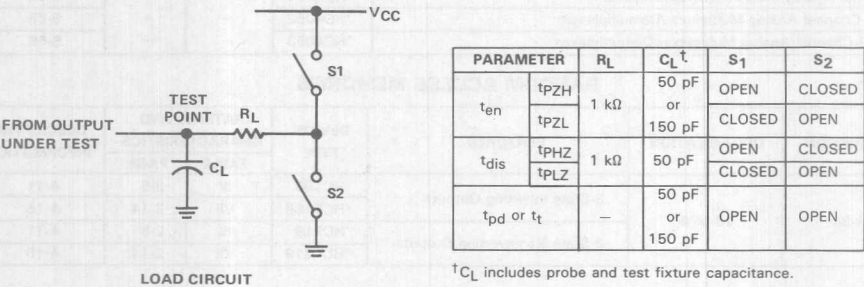 VCC
S1
TEST
POINT
RL
FROM OUTPUT
UNDER TEST
CL
S2
LOAD CIRCUIT
PARAMETER RL CL† S1 S2
ten tPZH 1 kΩ 50 pF or 150 pF OPEN CLOSED
tPZL CLOSED OPEN
tdis tPHZ 1 kΩ 50 pF OPEN CLOSED
tPLZ CLOSED OPEN
tpd or tt – 50 pF or 150 pF OPEN OPEN
†CL includes probe and test fixture capacitance.